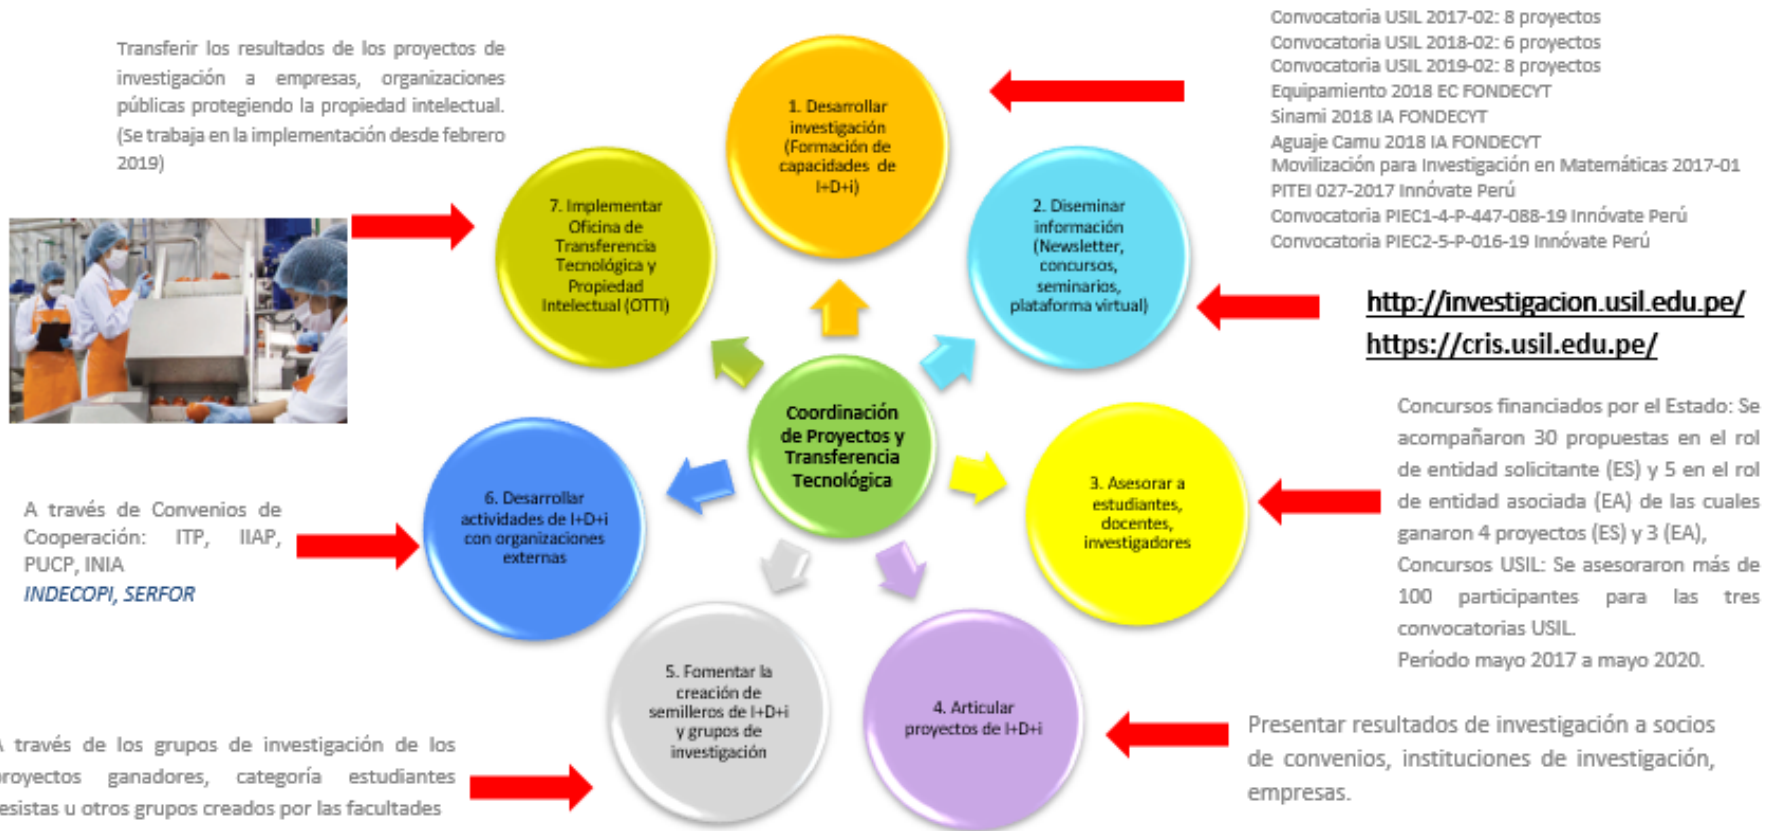 Convocatoria USIL 2017-02: 8 proyectos
Convocatoria USIL 2018-02: 6 proyectos
Convocatoria USIL 2019-02: 8 proyectos
Equipamiento 2018 EC FONDECYT
Sinami 2018 IA FONDECYT
Aguaje Camu 2018 IA FONDECYT
Movilización para Investigación en Matemáticas 2017-01
PITEI 027-2017 Innóvate Perú
Convocatoria PIEC1-4-P-447-088-19 Innóvate Perú
Convocatoria PIEC2-5-P-016-19 Innóvate Perú
Transferir los resultados de los proyectos de
investigación a empresas, organizaciones
públicas protegiendo la propiedad intelectual.
(Se trabaja en la implementación desde febrero
2019)
1. Desarrollar
investigación
(Formación de
capacidades de
I+D+i)
2. Diseminar
información
(Newsletter,
concursos,
seminarios,
plataforma virtual)
http://investigacion.usil.edu.pe/
https://cris.usil.edu.pe/
7. Implementar
Oficina de
Transferencia
Tecnológica y
Propiedad
Intelectual (OTTI)
Coordinación
de Proyectos y
Transferencia
Tecnológica
3. Asesorar a
estudiantes,
docentes,
investigadores
Concursos financiados por el Estado: Se
acompañaron 30 propuestas en el rol
de entidad solicitante (ES) y 5 en el rol
de entidad asociada (EA) de las cuales
ganaron 4 proyectos (ES) y 3 (EA),
Concursos USIL: Se asesoraron más de
100 participantes para las tres
convocatorias USIL.
Período mayo 2017 a mayo 2020.
6. Desarrollar
actividades de I+D+i
con organizaciones
externas
A través de Convenios de
Cooperación: ITP, IIAP,
PUCP, INIA
INDECOPI, SERFOR
5. Fomentar la
creación de
semilleros de I+D+i
y grupos de
investigación
4. Articular
proyectos de I+D+i
Presentar resultados de investigación a socios
de convenios, instituciones de investigación,
empresas.
través de los grupos de investigación de los
ganadores, categoría estudiantes
u otros grupos creados por las facultades